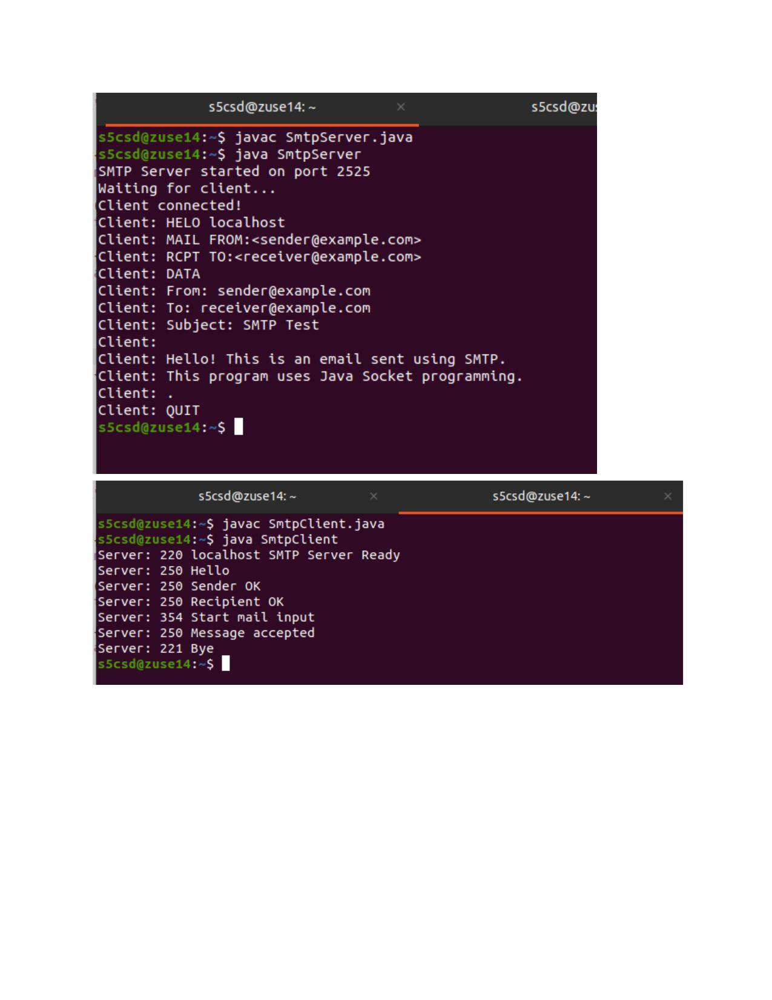 s5csd@zuse14: ~ × s5csd@zus
s5csd@zuse14:~$ javac SmtpServer.java
s5csd@zuse14:~$ java SmtpServer
SMTP Server started on port 2525
Waiting for client...
Client connected!
Client: HELO localhost
Client: MAIL FROM:<sender@example.com>
Client: RCPT TO:<receiver@example.com>
Client: DATA
Client: From: sender@example.com
Client: To: receiver@example.com
Client: Subject: SMTP Test
Client:
Client: Hello! This is an email sent using SMTP.
Client: This program uses Java Socket programming.
Client: .
Client: QUIT
s5csd@zuse14:~$
s5csd@zuse14: ~ × s5csd@zuse14: ~ ×
s5csd@zuse14:~$ javac SmtpClient.java
s5csd@zuse14:~$ java SmtpClient
Server: 220 localhost SMTP Server Ready
Server: 250 Hello
Server: 250 Sender OK
Server: 250 Recipient OK
Server: 354 Start mail input
Server: 250 Message accepted
Server: 221 Bye
s5csd@zuse14:~$